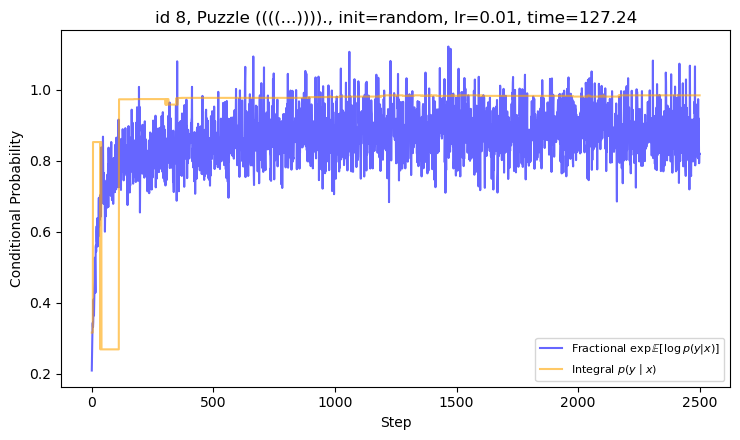 id 8, Puzzle ((((...))))., init=random, lr=0.01, time=127.24
Conditional Probability
1.0
0.8
0.6
0.4
0.2
0
500
1000
1500
2000
2500
Step
Fractional exp𝔼[log p(y|x)]
Integral p(y | x)